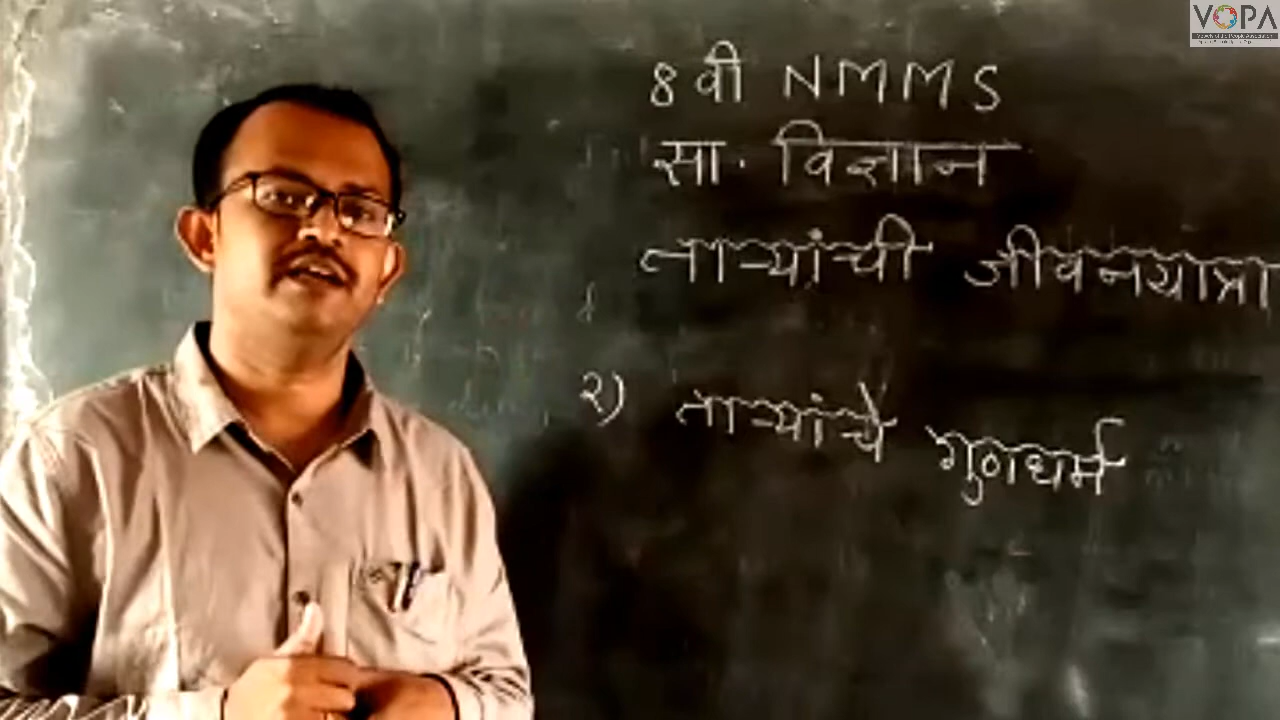 VOPA
8 वी NMMS
सा. विज्ञान
ताऱ्यांची जीवनयात्रा
२) ताऱ्यांचे गुणधर्म